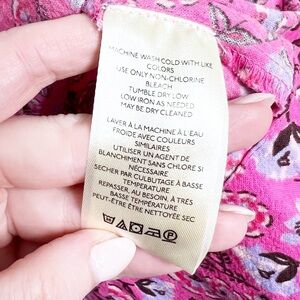 MACHINE WASH COLD WITH LIKE
COLORS
USE ONLY NON-CHLORINE
BLEACH
TUMBLE DRY LOW
LOW IRON AS NEEDED
MAY BE DRY CLEANED
LAVER À LA MACHINE À L'EAU
FROIDE AVEC COULEURS
SIMILAIRES
UTILISER UN AGENT DE
BLANCHIMENT SANS CHLORE SI
NÉCESSAIRE
SECHER PAR CULBUTAGE À BASSE
TEMPÉRATURE
REPASSER, AU BESOIN, À TRÈS
BASSE TEMPÉRATURE
PEUT-ÊTRE ÊTRE NETTOYÉE SEC